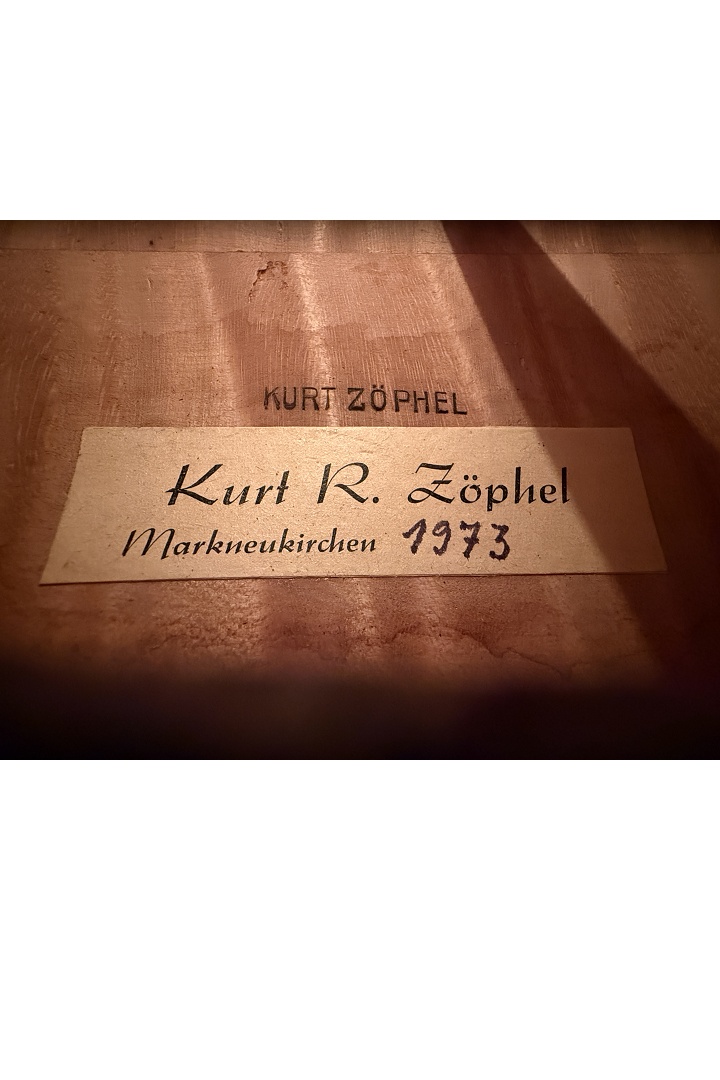 KURT ZÖPHEL
Kurt R. Zöphel
Markneukirchen 1973